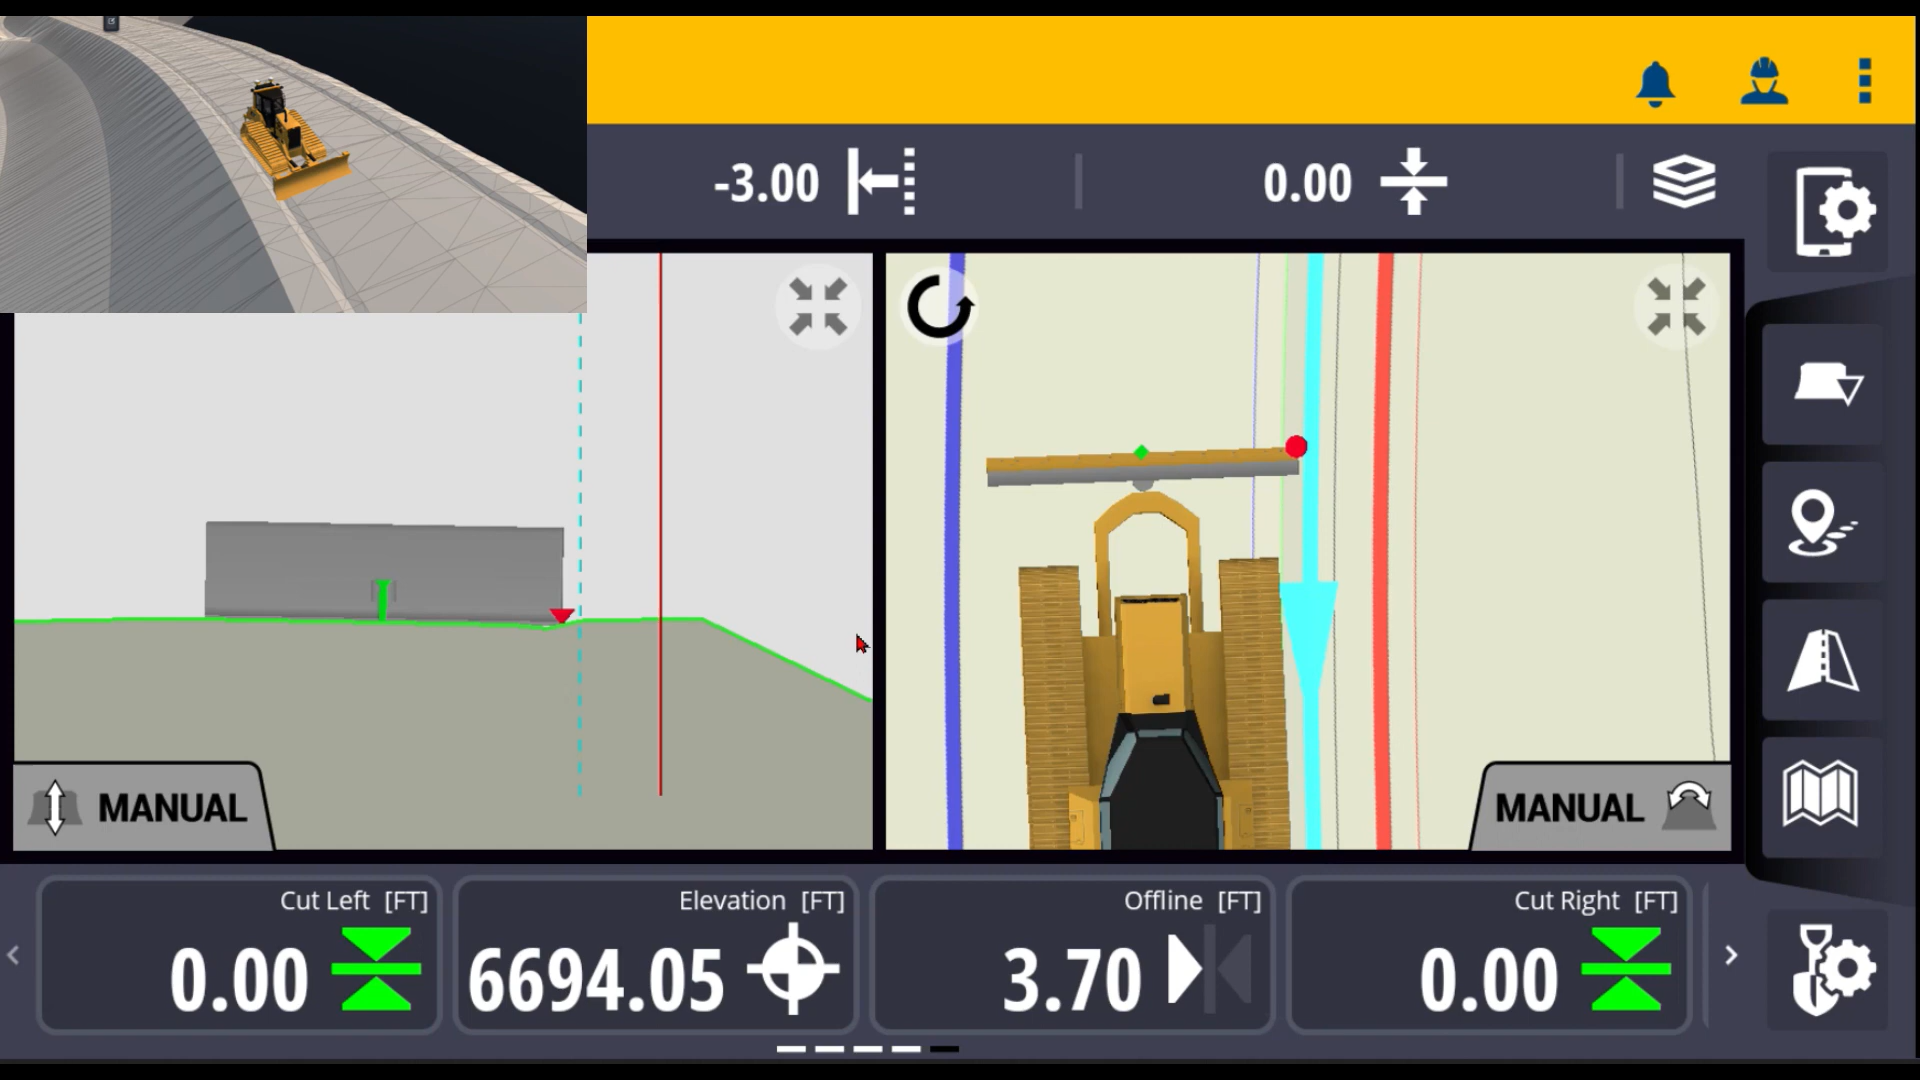 -3.00
0.00
MANUAL
MANUAL
Cut Left [FT]
0.00
Elevation [FT]
6694.05
Offline [FT]
3.70
Cut Right [FT]
0.00